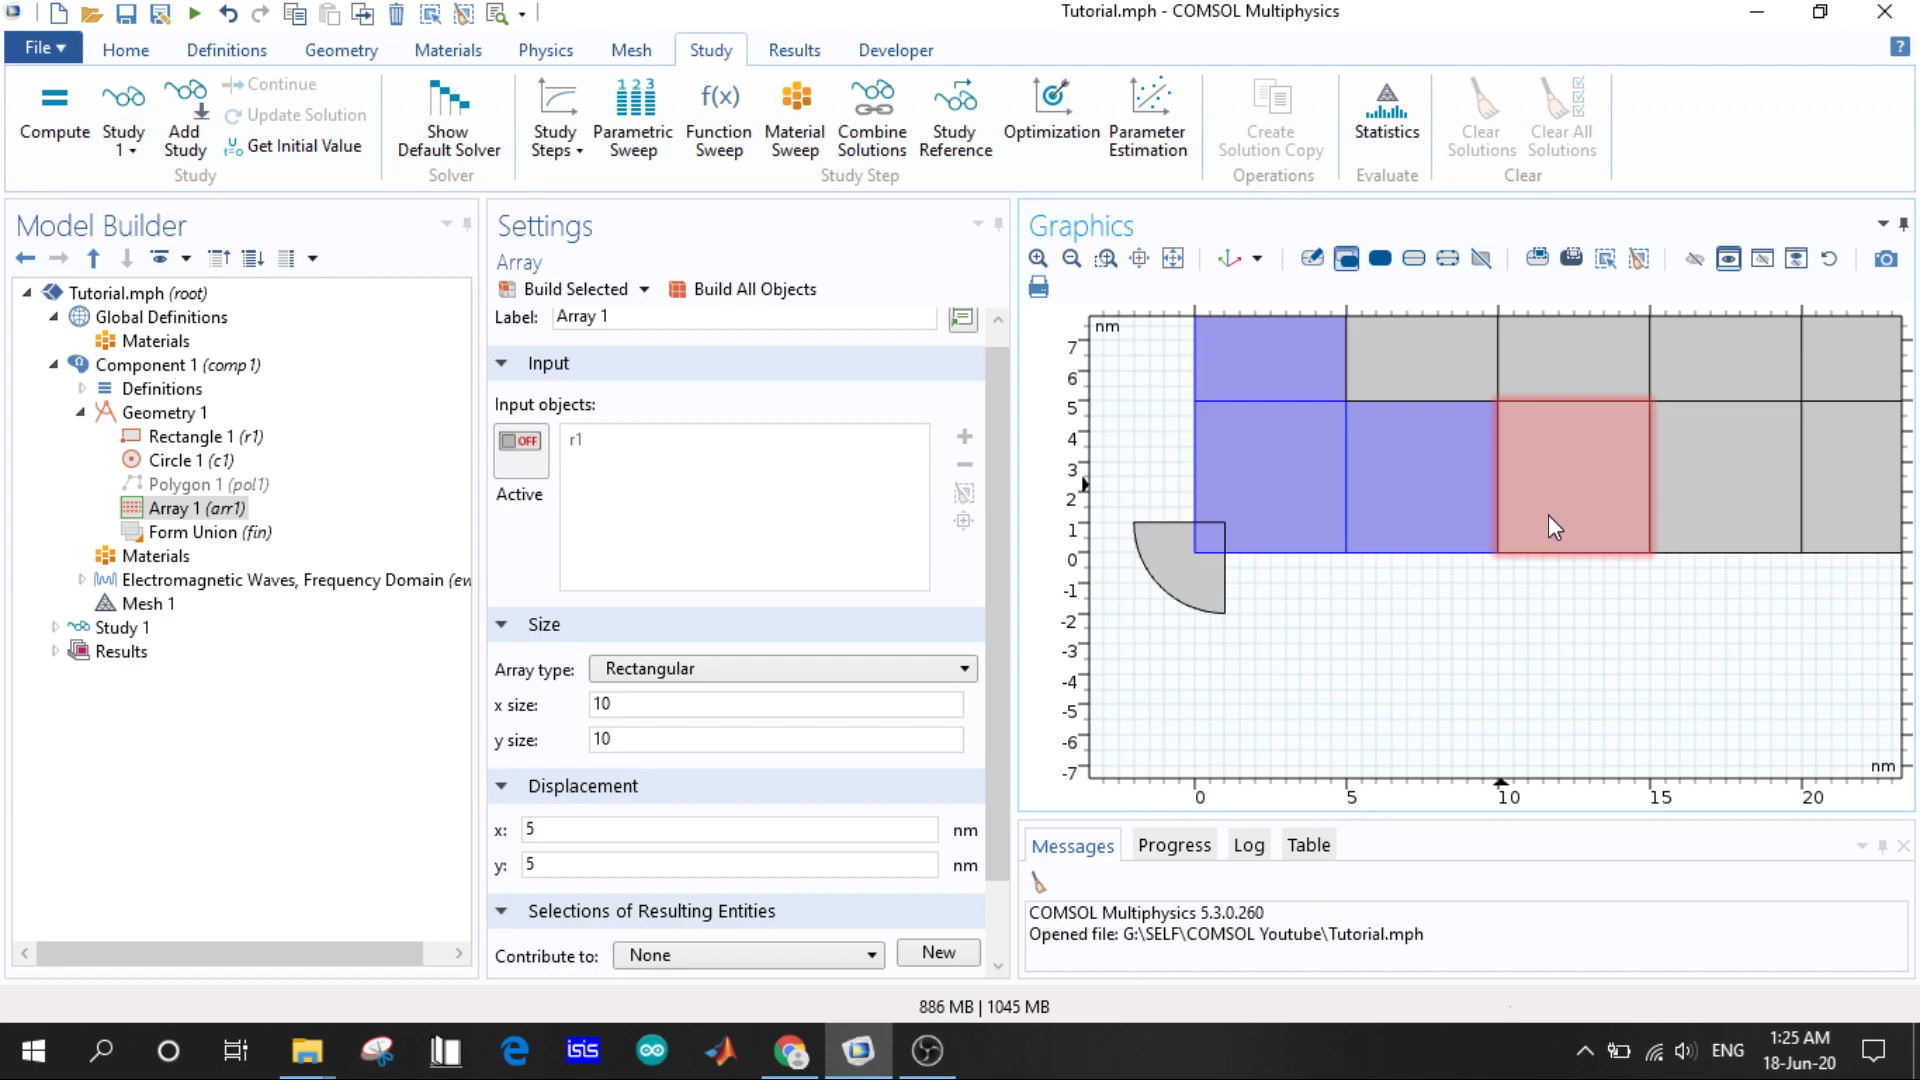 Tutorial.mph - COMSOL Multiphysics
File
Home
Definitions
Geometry
Materials
Physics
Mesh
Study
Results
Developer
?
Compute
Study 1
Add Study
Continue
Update Solution
t=0 Get Initial Value
Study
Show Default Solver
Solver
Study Steps
1 2 3
Parametric Sweep
f(x)
Function Sweep
Material Sweep
Combine Solutions
Study Reference
Optimization
Parameter Estimation
Study Step
Create Solution Copy
Operations
Statistics
Evaluate
Clear Solutions
Clear All Solutions
Clear
Model Builder
Tutorial.mph (root)
Global Definitions
Materials
Component 1 (comp1)
Definitions
Geometry 1
Rectangle 1 (r1)
Circle 1 (c1)
Polygon 1 (pol1)
Array 1 (arr1)
Form Union (fin)
Materials
Electromagnetic Waves, Frequency Domain (ew
Mesh 1
Study 1
Results
Settings
Array
Build Selected
Build All Objects
Label: Array 1
Input
Input objects:
OFF
Active
r1
Size
Array type: Rectangular
x size: 10
y size: 10
Displacement
x: 5 nm
y: 5 nm
Selections of Resulting Entities
Contribute to: None New
Graphics
nm
7
6
5
4
3
2
1
0
-1
-2
-3
-4
-5
-6
-7
nm
0 5 10 15 20
Messages Progress Log Table
COMSOL Multiphysics 5.3.0.260
Opened file: G:\SELF\COMSOL Youtube\Tutorial.mph
886 MB | 1045 MB
isis
ENG
1:25 AM
18-Jun-20